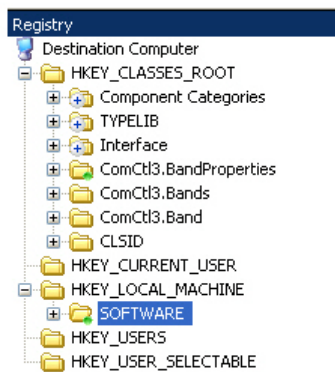 Registry
Destination Computer
HKEY_CLASSES_ROOT
Component Categories
TYPELIB
Interface
ComCtl3.BandProperties
ComCtl3.Bands
ComCtl3.Band
CLSID
HKEY_CURRENT_USER
HKEY_LOCAL_MACHINE
SOFTWARE
HKEY_USERS
HKEY_USER_SELECTABLE